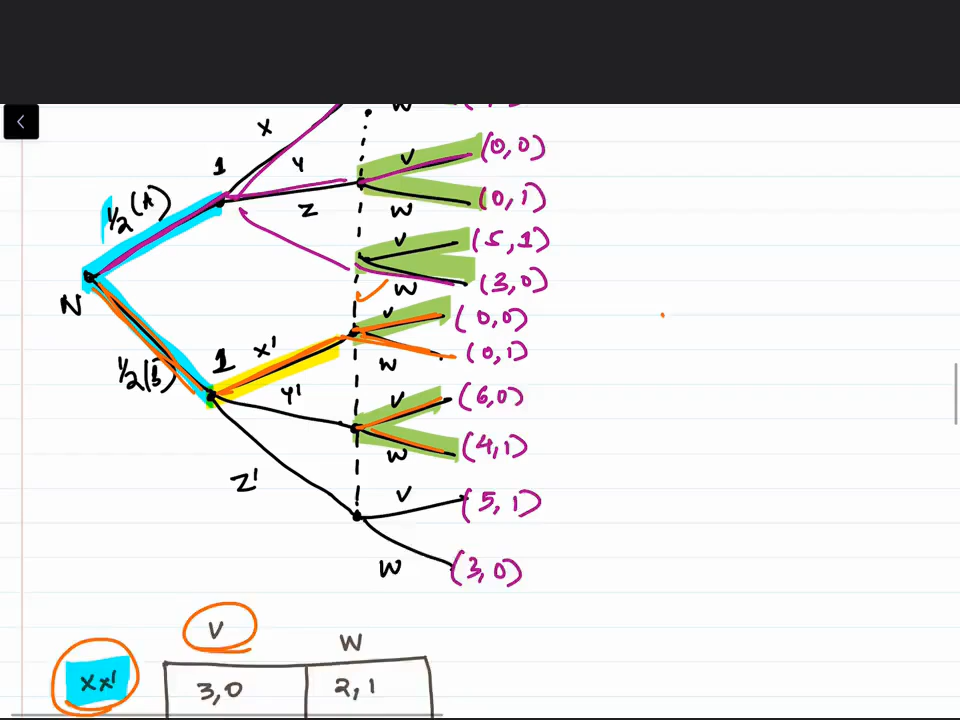 X
1
Y
V
(0,0)
½(A)
Z
W
(0,1)
V
(5,1)
W
(3,0)
N
V
(0,0)
½(B)
1
X'
W
(0,1)
Y'
V
(6,0)
W
(4,1)
Z'
V
(5,1)
W
(3,0)
V W
XX' 3,0 2,1